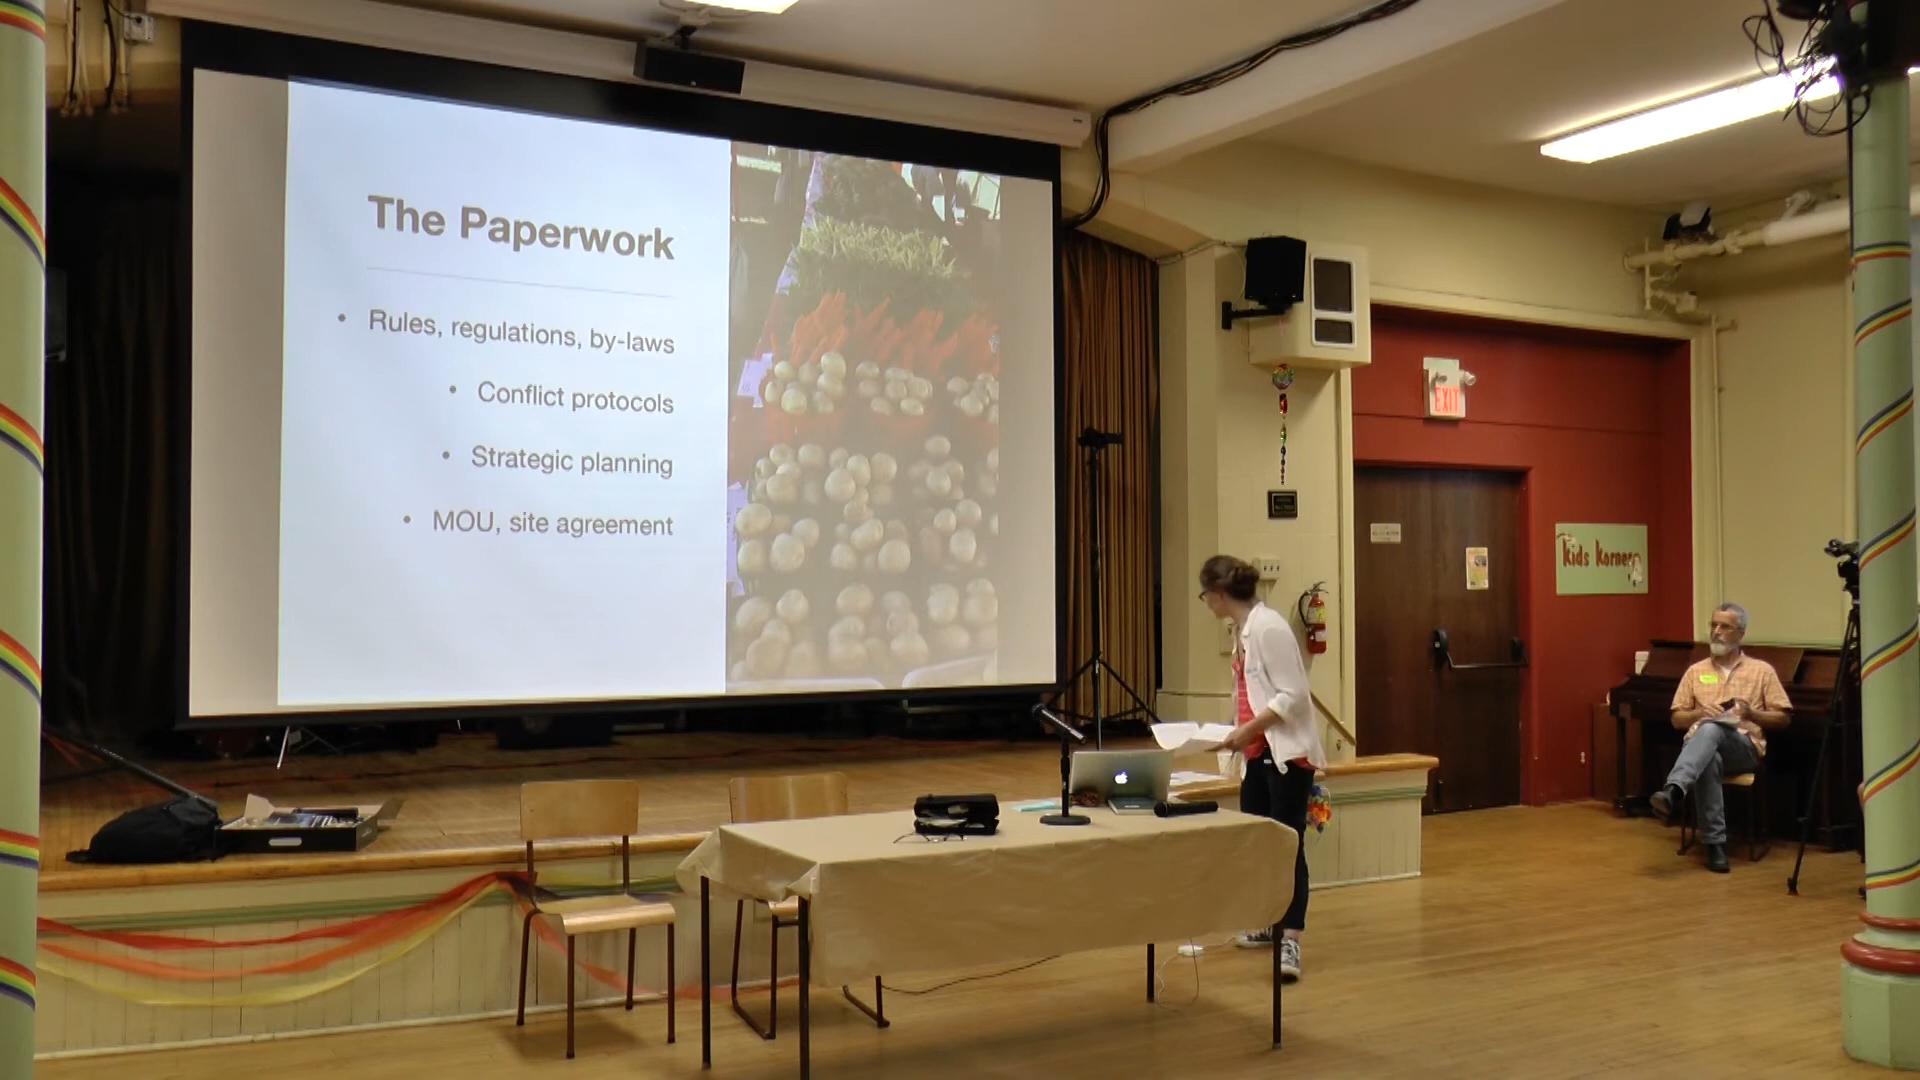 The Paperwork
• Rules, regulations, by-laws
• Conflict protocols
• Strategic planning
• MOU, site agreement
EXIT
Kids Korner